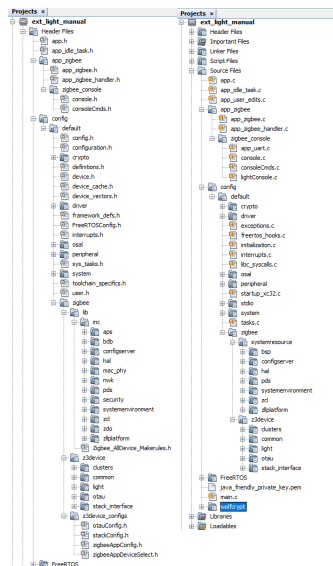 Projects ×
ext_light_manual
Header Files
app.h
app_idle_task.h
app_zigbee
app_zigbee.h
app_zigbee_handler.h
zigbee_console
console.h
consoleCmds.h
config
default
config.h
configuration.h
crypto
definitions.h
device.h
device_cache.h
device_vectors.h
driver
framework_defs.h
FreeRTOSConfig.h
interrupts.h
osal
peripheral
sys_tasks.h
system
toolchain_specifics.h
user.h
zigbee
lib
inc
aps
bdb
configserver
hal
mac_phy
nwk
pds
security
systemenvironment
zcl
zdo
zllplatform
Zigbee_AllDevice_Makerules.h
z3device
clusters
common
light
otau
stack_interface
z3device_configs
otauConfig.h
stackConfig.h
zigbeeAppConfig.h
zigbeeAppDeviceSelect.h
FreeRTOS
Projects ×
ext_light_manual
Header Files
Important Files
Linker Files
Script Files
Source Files
app.c
app_idle_task.c
app_user_edits.c
app_zigbee
app_zigbee.c
app_zigbee_handler.c
zigbee_console
app_uart.c
console.c
consoleCmds.c
lightConsole.c
config
default
crypto
driver
exceptions.c
freertos_hooks.c
initialization.c
interrupts.c
libc_syscalls.c
osal
peripheral
startup_xc32.c
stdio
system
tasks.c
zigbee
systemresource
bsp
configserver
hal
pds
systemenvironment
zcl
zllplatform
z3device
clusters
common
light
otau
stack_interface
FreeRTOS
java_friendly_private_key.pem
main.c
wolfcrypt
Libraries
Loadables